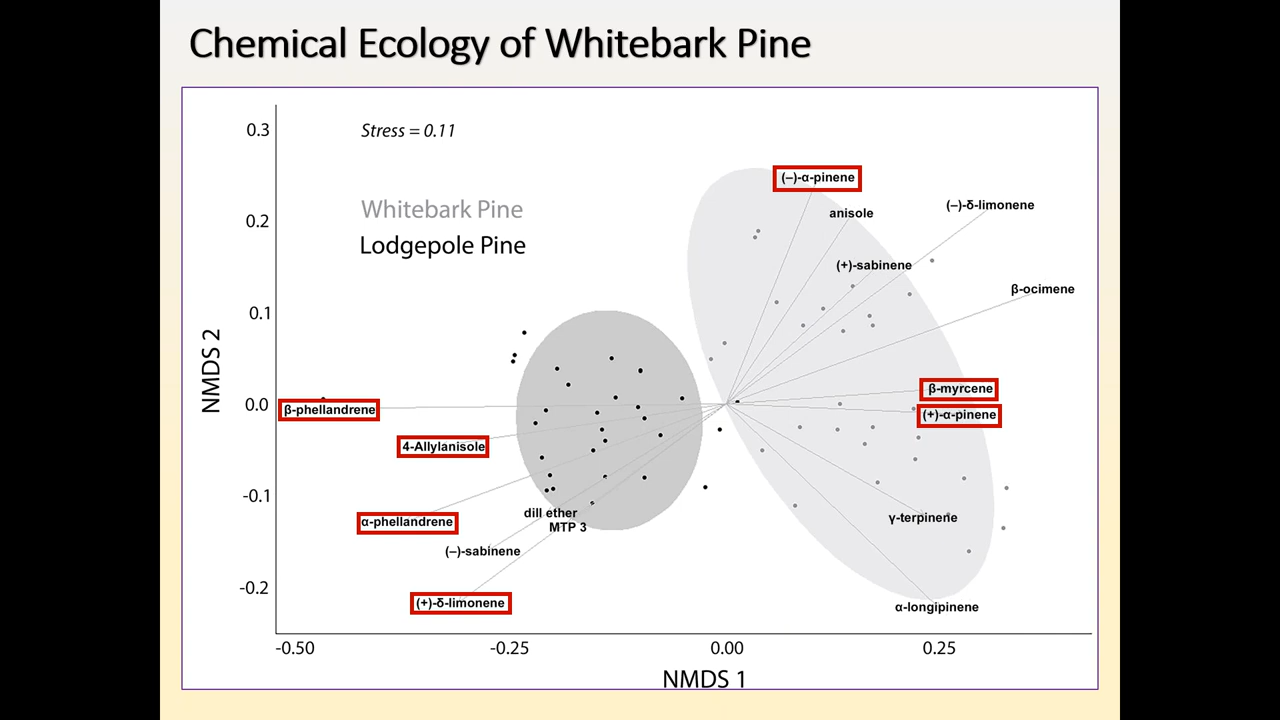 Chemical Ecology of Whitebark Pine
Stress = 0.11
Whitebark Pine
Lodgepole Pine
NMDS 2
0.3
0.2
0.1
0.0
-0.1
-0.2
(–)-α-pinene
anisole
(–)-δ-limonene
(+)-sabinene
β-ocimene
β-myrcene
(+)-α-pinene
β-phellandrene
4-Allylanisole
α-phellandrene
dill ether
MTP 3
(–)-sabinene
(+)-δ-limonene
γ-terpinene
α-longipinene
-0.50
-0.25
0.00
0.25
NMDS 1